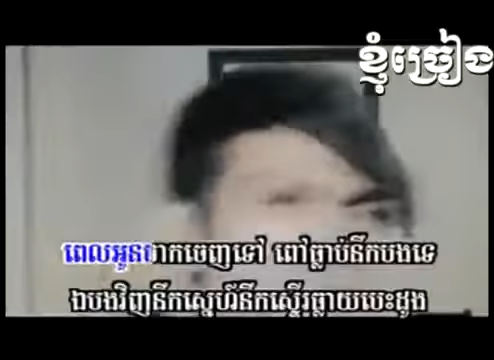 ខ្ញុំច្រៀង
ពេលអូនចាកចេញទៅ ពៅធ្លាប់នឹកបងទេ
ឯបងវិញនឹកស្នេហ៍នឹកស្ទើរធ្លាយបេះដូង